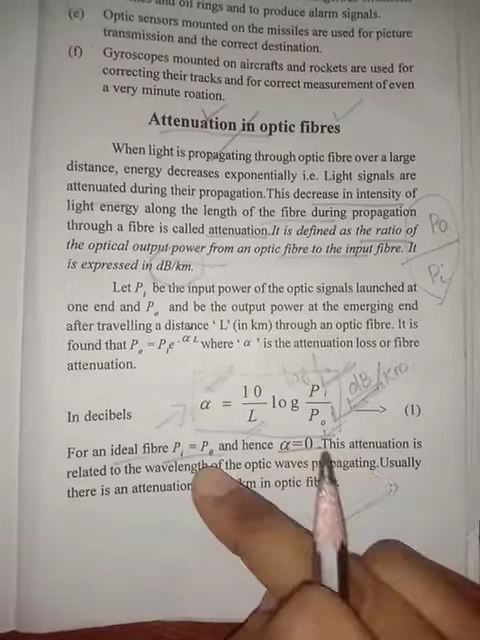 and oil rings and to produce alarm signals.
(e) Optic sensors mounted on the missiles are used for picture
transmission and the correct destination.
(f) Gyroscopes mounted on aircrafts and rockets are used for
correcting their tracks and for correct measurement of even
a very minute roation.
Attenuation in optic fibres
When light is propagating through optic fibre over a large
distance, energy decreases exponentially i.e. Light signals are
attenuated during their propagation.This decrease in intensity of
light energy along the length of the fibre during propagation
through a fibre is called attenuation.It is defined as the ratio of
the optical output power from an optic fibre to the input fibre. It
is expressed in dB/km.
Po
Pi
Let Pi be the input power of the optic signals launched at
one end and Po and be the output power at the emerging end
after travelling a distance ‘ L’ (in km) through an optic fibre. It is
found that Po = Pie^-αL where ‘ α ’ is the attenuation loss or fibre
attenuation.
In decibels α = 10/L log Pi/Po (1)
dB/km
For an ideal fibre Pi = Po and hence α=0 .This attenuation is
related to the wavelength of the optic waves propagating.Usually
there is an attenuation km in optic